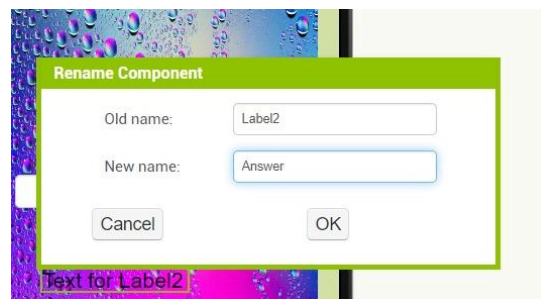 Rename Component
Old name: Label2
New name: Answer
Cancel OK
Text for Label2